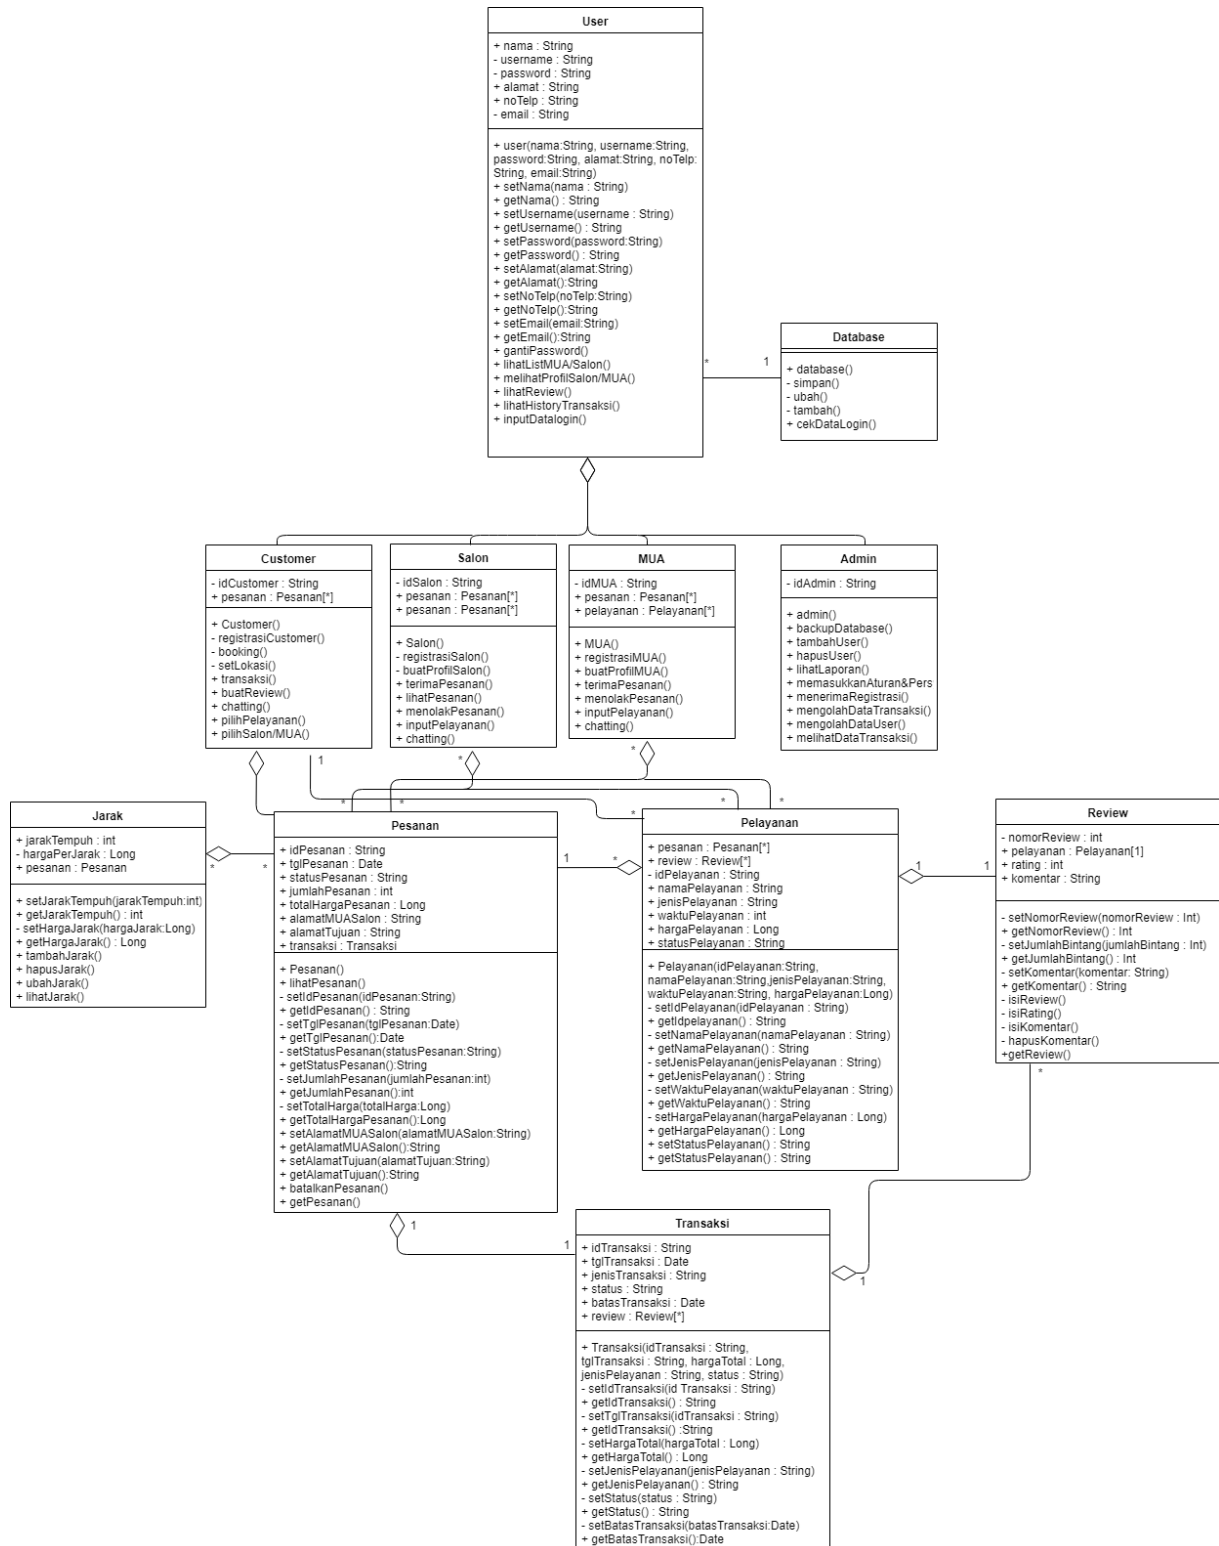 User
+ nama : String
- username : String
- password : String
+ alamat : String
+ noTelp : String
- email : String
+ user(nama:String, username:String,
password:String, alamat:String, noTelp:
String, email:String)
+ setNama(nama : String)
+ getNama() : String
+ setUsername(username : String)
+ getUsername() : String
+ setPassword(password:String)
+ getPassword() : String
+ setAlamat(alamat:String)
+ getAlamat():String
+ setNoTelp(noTelp:String)
+ getNoTelp():String
+ setEmail(email:String)
+ getEmail():String
+ gantiPassword()
+ lihatListMUA/Salon()
+ melihatProfilSalon/MUA()
+ lihatReview()
+ lihatHistoryTransaksi()
+ inputDatalogin()
* 1
Database
+ database()
- simpan()
- ubah()
- tambah()
+ cekDataLogin()
Customer
- idCustomer : String
+ pesanan : Pesanan[*]
+ Customer()
- registrasiCustomer()
- booking()
- setLokasi()
+ transaksi()
+ buatReview()
+ chatting()
+ pilihPelayanan()
+ pilihSalon/MUA()
Salon
- idSalon : String
+ pesanan : Pesanan[*]
+ pesanan : Pesanan[*]
+ Salon()
- registrasiSalon()
- buatProfilSalon()
+ terimaPesanan()
+ lihatPesanan()
+ menolakPesanan()
+ inputPelayanan()
+ chatting()
MUA
- idMUA : String
+ pesanan : Pesanan[*]
+ pelayanan : Pelayanan[*]
+ MUA()
+ registrasiMUA()
+ buatProfilMUA()
+ terimaPesanan()
+ menolakPesanan()
+ inputPelayanan()
+ chatting()
Admin
- idAdmin : String
+ admin()
+ backupDatabase()
+ tambahUser()
+ hapusUser()
+ lihatLaporan()
+ memasukkanAturan&Pers
+ menerimaRegistrasi()
+ mengolahDataTransaksi()
+ mengolahDataUser()
+ melihatDataTransaksi()
1 * *
* * * * *
Jarak
+ jarakTempuh : int
- hargaPerJarak : Long
+ pesanan : Pesanan
+ setJarakTempuh(jarakTempuh:int)
+ getJarakTempuh() : int
- setHargaJarak(hargaJarak:Long)
+ getHargaJarak() : Long
+ tambahJarak()
+ hapusJarak()
+ ubahJarak()
+ lihatJarak()
* *
Pesanan
+ idPesanan : String
+ tglPesanan : Date
+ statusPesanan : String
+ jumlahPesanan : int
+ totalHargaPesanan : Long
+ alamatMUASalon : String
+ alamatTujuan : String
+ transaksi : Transaksi
+ Pesanan()
+ lihatPesanan()
- setIdPesanan(idPesanan:String)
+ getIdPesanan() : String
- setTglPesanan(tglPesanan:Date)
+ getTglPesanan():Date
- setStatusPesanan(statusPesanan:String)
+ getStatusPesanan():String
- setJumlahPesanan(jumlahPesanan:int)
+ getJumlahPesanan():int
- setTotalHarga(totalHarga:Long)
+ getTotalHargaPesanan():Long
+ setAlamatMUASalon(alamatMUASalon:String)
+ getAlamatMUASalon():String
+ setAlamatTujuan(alamatTujuan:String)
+ getAlamatTujuan():String
+ batalkanPesanan()
+ getPesanan()
1 *
Pelayanan
+ pesanan : Pesanan[*]
+ review : Review[*]
- idPelayanan : String
+ namaPelayanan : String
+ jenisPelayanan : String
+ waktuPelayanan : int
+ hargaPelayanan : Long
+ statusPelayanan : String
+ Pelayanan(idPelayanan:String,
namaPelayanan:String,jenisPelayanan:String,
waktuPelayanan:String, hargaPelayanan:Long)
- setIdPelayanan(idPelayanan : String)
+ getIdpelayanan() : String
- setNamaPelayanan(namaPelayanan : String)
+ getNamaPelayanan() : String
- setJenisPelayanan(jenisPelayanan : String)
+ getJenisPelayanan() : String
- setWaktuPelayanan(waktuPelayanan : String)
+ getWaktuPelayanan() : String
- setHargaPelayanan(hargaPelayanan : Long)
+ getHargaPelayanan() : Long
+ setStatusPelayanan() : String
+ getStatusPelayanan() : String
1 1
Review
- nomorReview : int
+ pelayanan : Pelayanan[1]
+ rating : int
+ komentar : String
- setNomorReview(nomorReview : Int)
+ getNomorReview() : Int
- setJumlahBintang(jumlahBintang : Int)
+ getJumlahBintang() : Int
- setKomentar(komentar: String)
+ getKomentar() : String
- isiReview()
- isiRating()
- isiKomentar()
- hapusKomentar()
+getReview()
*
1 1
Transaksi
+ idTransaksi : String
+ tglTransaksi : Date
+ jenisTransaksi : String
+ status : String
+ batasTransaksi : Date
+ review : Review[*]
+ Transaksi(idTransaksi : String,
tglTransaksi : String, hargaTotal : Long,
jenisPelayanan : String, status : String)
- setIdTransaksi(id Transaksi : String)
+ getIdTransaksi() : String
- setTglTransaksi(idTransaksi : String)
+ getIdTransaksi() :String
- setHargaTotal(hargaTotal : Long)
+ getHargaTotal() : Long
- setJenisPelayanan(jenisPelayanan : String)
+ getJenisPelayanan() : String
- setStatus(status : String)
+ getStatus() : String
- setBatasTransaksi(batasTransaksi:Date)
+ getBatasTransaksi():Date
1